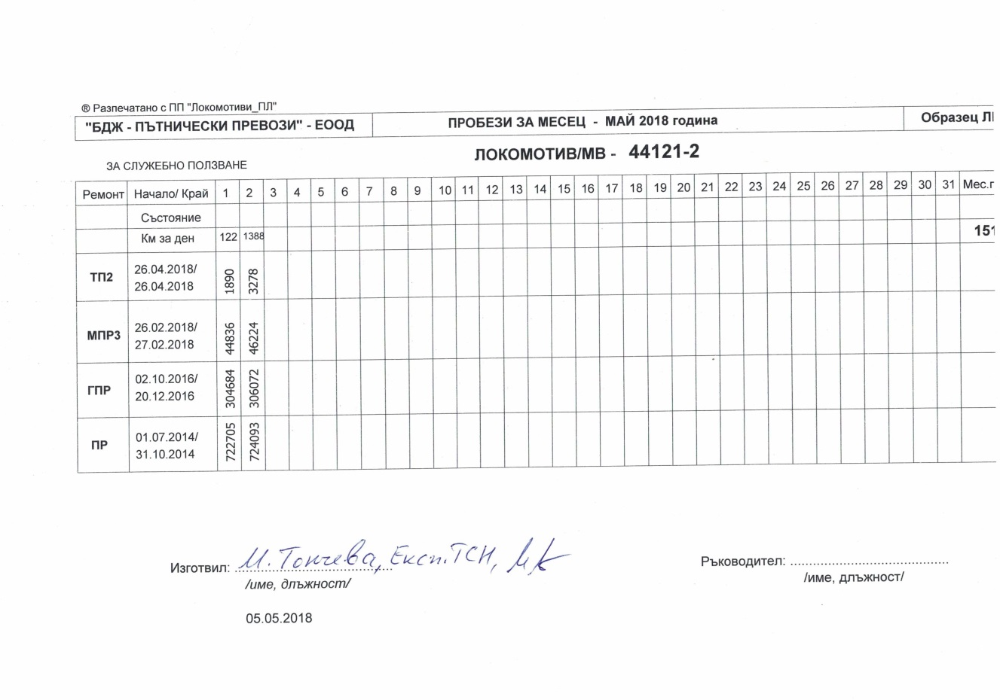 ® Разпечатано с ПП "Локомотиви_ПЛ"
"БДЖ - ПЪТНИЧЕСКИ ПРЕВОЗИ" - ЕООД ПРОБЕЗИ ЗА МЕСЕЦ - МАЙ 2018 година Образец
ЗА СЛУЖЕБНО ПОЛЗВАНЕ ЛОКОМОТИВ/МВ - 44121-2
Ремонт Начало/ Край 1 2 3 4 5 6 7 8 9 10 11 12 13 14 15 16 17 18 19 20 21 22 23 24 25 26 27 28 29 30 31 Мес.п
Състояние
Км за ден 122 1388 151
ТП2 26.04.2018/ 26.04.2018 1890 3278
МПР3 26.02.2018/ 27.02.2018 44836 46224
ГПР 02.10.2016/ 20.12.2016 304684 306072
ПР 01.07.2014/ 31.10.2014 722705 724093
Изготвил: М. Тончева, Експ. ТСН, Ръководител:
/име, длъжност/ /име, длъжност/
05.05.2018